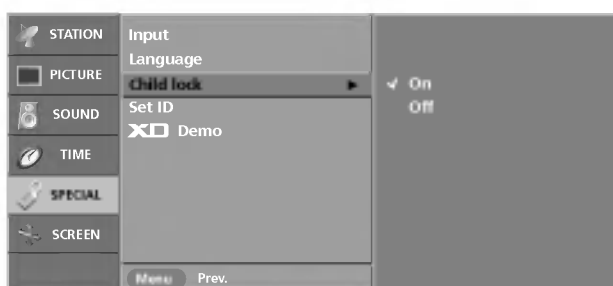 STATION
PICTURE
SOUND
TIME
SPECIAL
SCREEN
Input
Language
Child lock
Set ID
XD Demo
Menu Prev.
On
Off